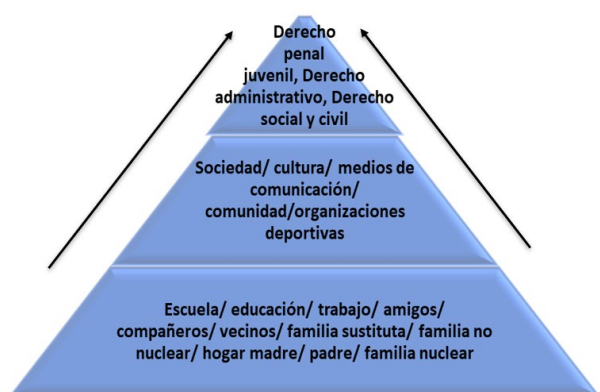 Derecho
penal
juvenil, Derecho
administrativo, Derecho
social y civil
Sociedad/ cultura/ medios de
comunicación/
comunidad/organizaciones
deportivas
Escuela/ educación/ trabajo/ amigos/
compañeros/ vecinos/ familia sustituta/ familia no
nuclear/ hogar madre/ padre/ familia nuclear